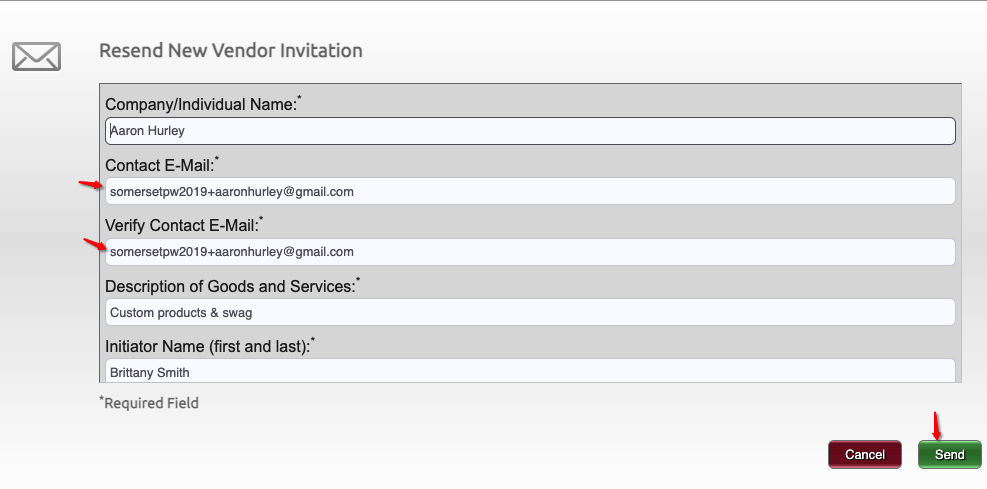 Resend New Vendor Invitation
Company/Individual Name:*
Aaron Hurley
Contact E-Mail:*
somersetpw2019+aaronhurley@gmail.com
Verify Contact E-Mail:*
somersetpw2019+aaronhurley@gmail.com
Description of Goods and Services:*
Custom products & swag
Initiator Name (first and last):*
Brittany Smith
*Required Field
Cancel Send